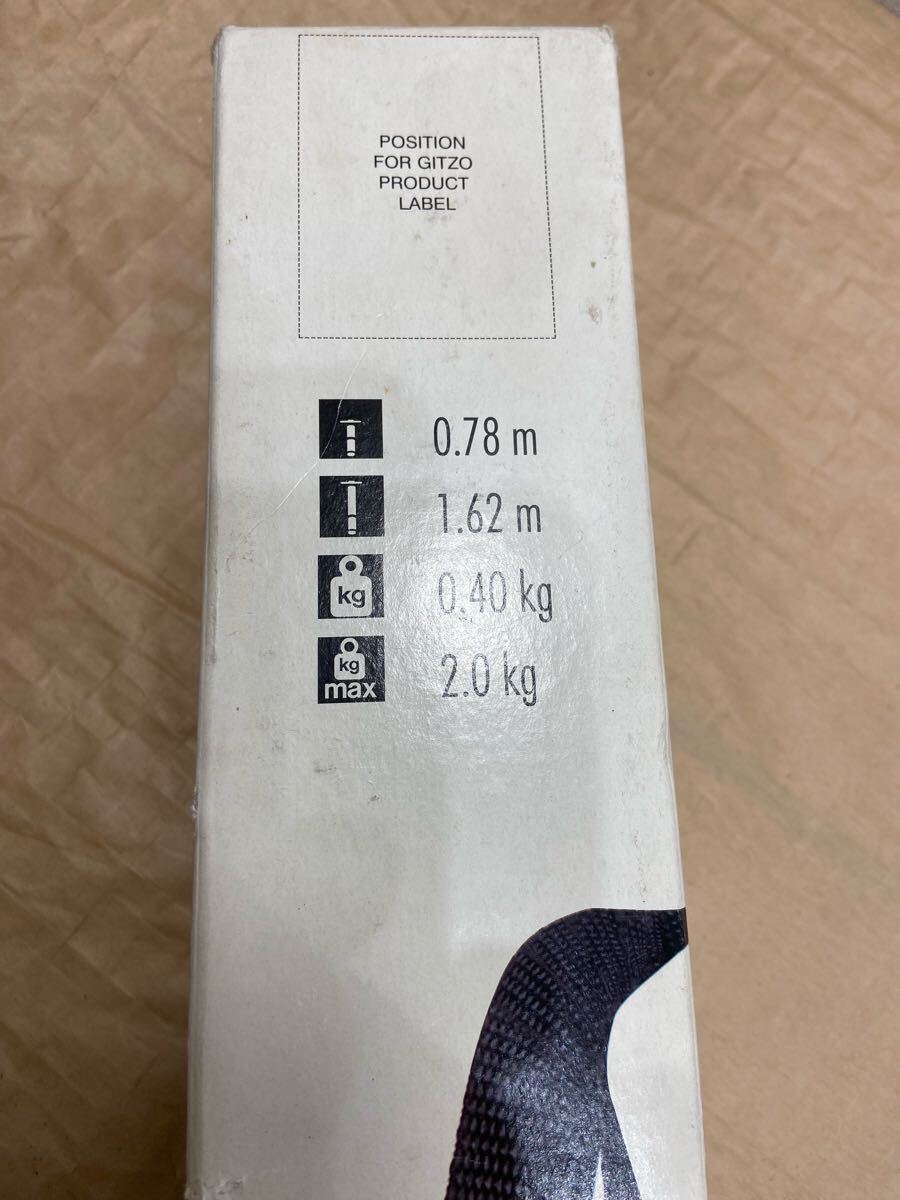 POSITION
FOR GITZO
PRODUCT
LABEL
0.78 m
1.62 m
kg 0.40 kg
kg max 2.0 kg